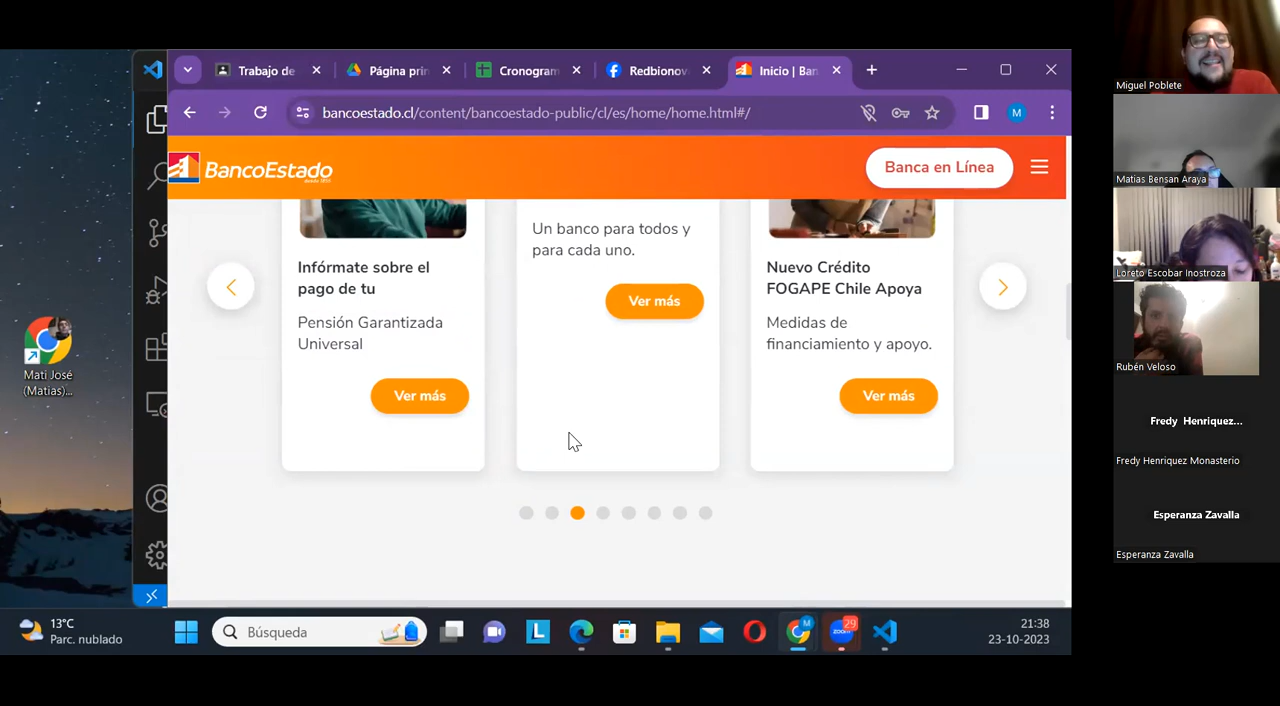 Trabajo de
Página prin
Cronogram
Redbionov
Inicio | Ban
bancoestado.cl/content/bancoestado-public/cl/es/home/home.html#/
M
BancoEstado
Banca en Línea
Infórmate sobre el
pago de tu
Pensión Garantizada
Universal
Ver más
Un banco para todos y
para cada uno.
Ver más
Nuevo Crédito
FOGAPE Chile Apoya
Medidas de
financiamiento y apoyo.
Ver más
Mati José
(Matias)...
13°C
Parc. nublado
Búsqueda
L
M
zoom
29
21:38
23-10-2023
Miguel Poblete
Matias Bensan Araya
Loreto Escobar Inostroza
Rubén Veloso
Fredy Henriquez...
Fredy Henriquez Monasterio
Esperanza Zavalla
Esperanza Zavalla